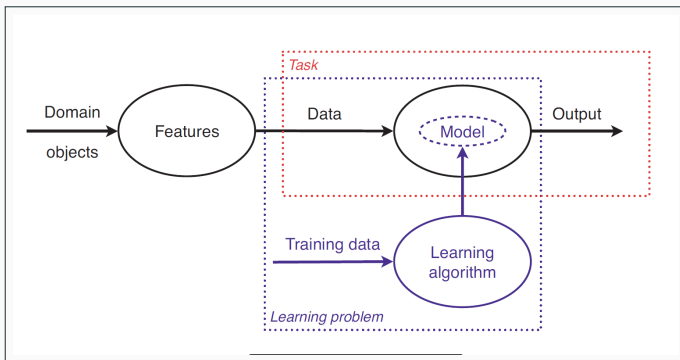 Task
Domain
objects
Features
Data
Model
Output
Training data
Learning
algorithm
Learning problem